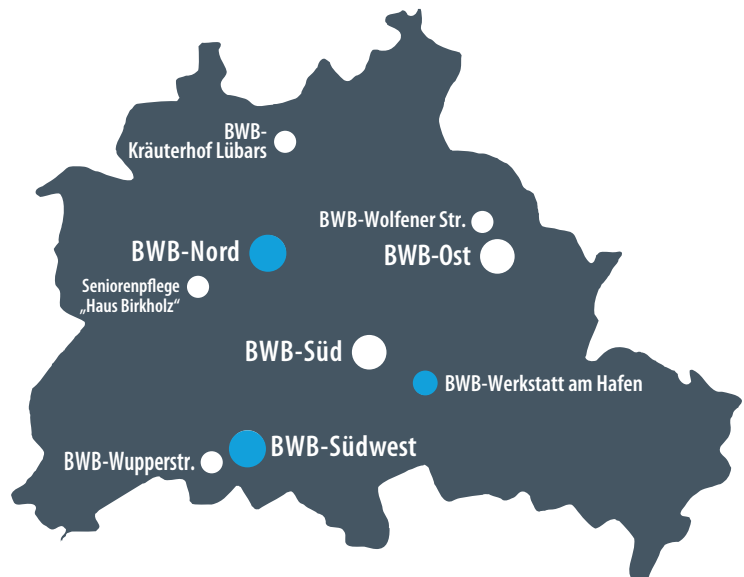 BWB-
Kräuterhof Lübars
BWB-Wolfener Str.
BWB-Nord
BWB-Ost
Seniorenpflege
„Haus Birkholz“
BWB-Süd
BWB-Werkstatt am Hafen
BWB-Südwest
BWB-Wupperstr.